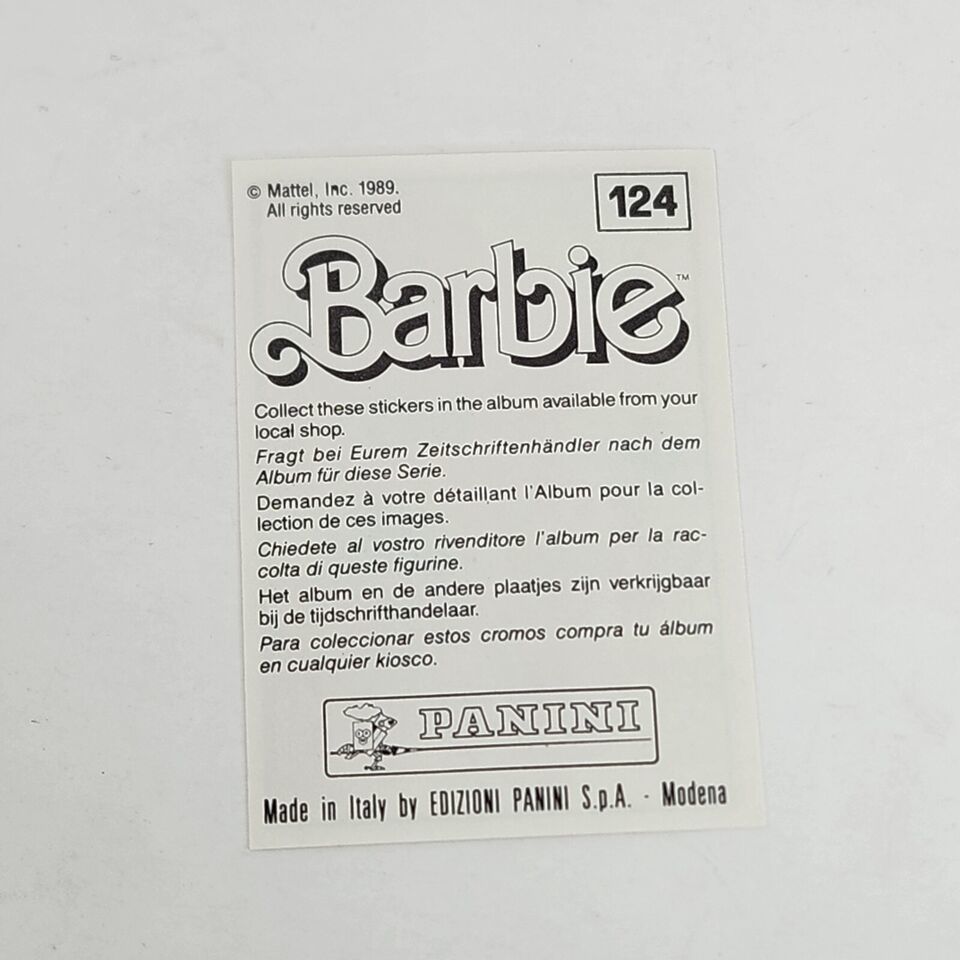 © Mattel, Inc. 1989.
All rights reserved
124
Barbie™
Collect these stickers in the album available from your
local shop.
Fragt bei Eurem Zeitschriftenhändler nach dem
Album für diese Serie.
Demandez à votre détaillant l'Album pour la col-
lection de ces images.
Chiedete al vostro rivenditore l'album per la rac-
colta di queste figurine.
Het album en de andere plaatjes zijn verkrijgbaar
bij de tijdschrifthandelaar.
Para coleccionar estos cromos compra tu álbum
en cualquier kiosco.
PANINI
Made in Italy by EDIZIONI PANINI S.p.A. - Modena